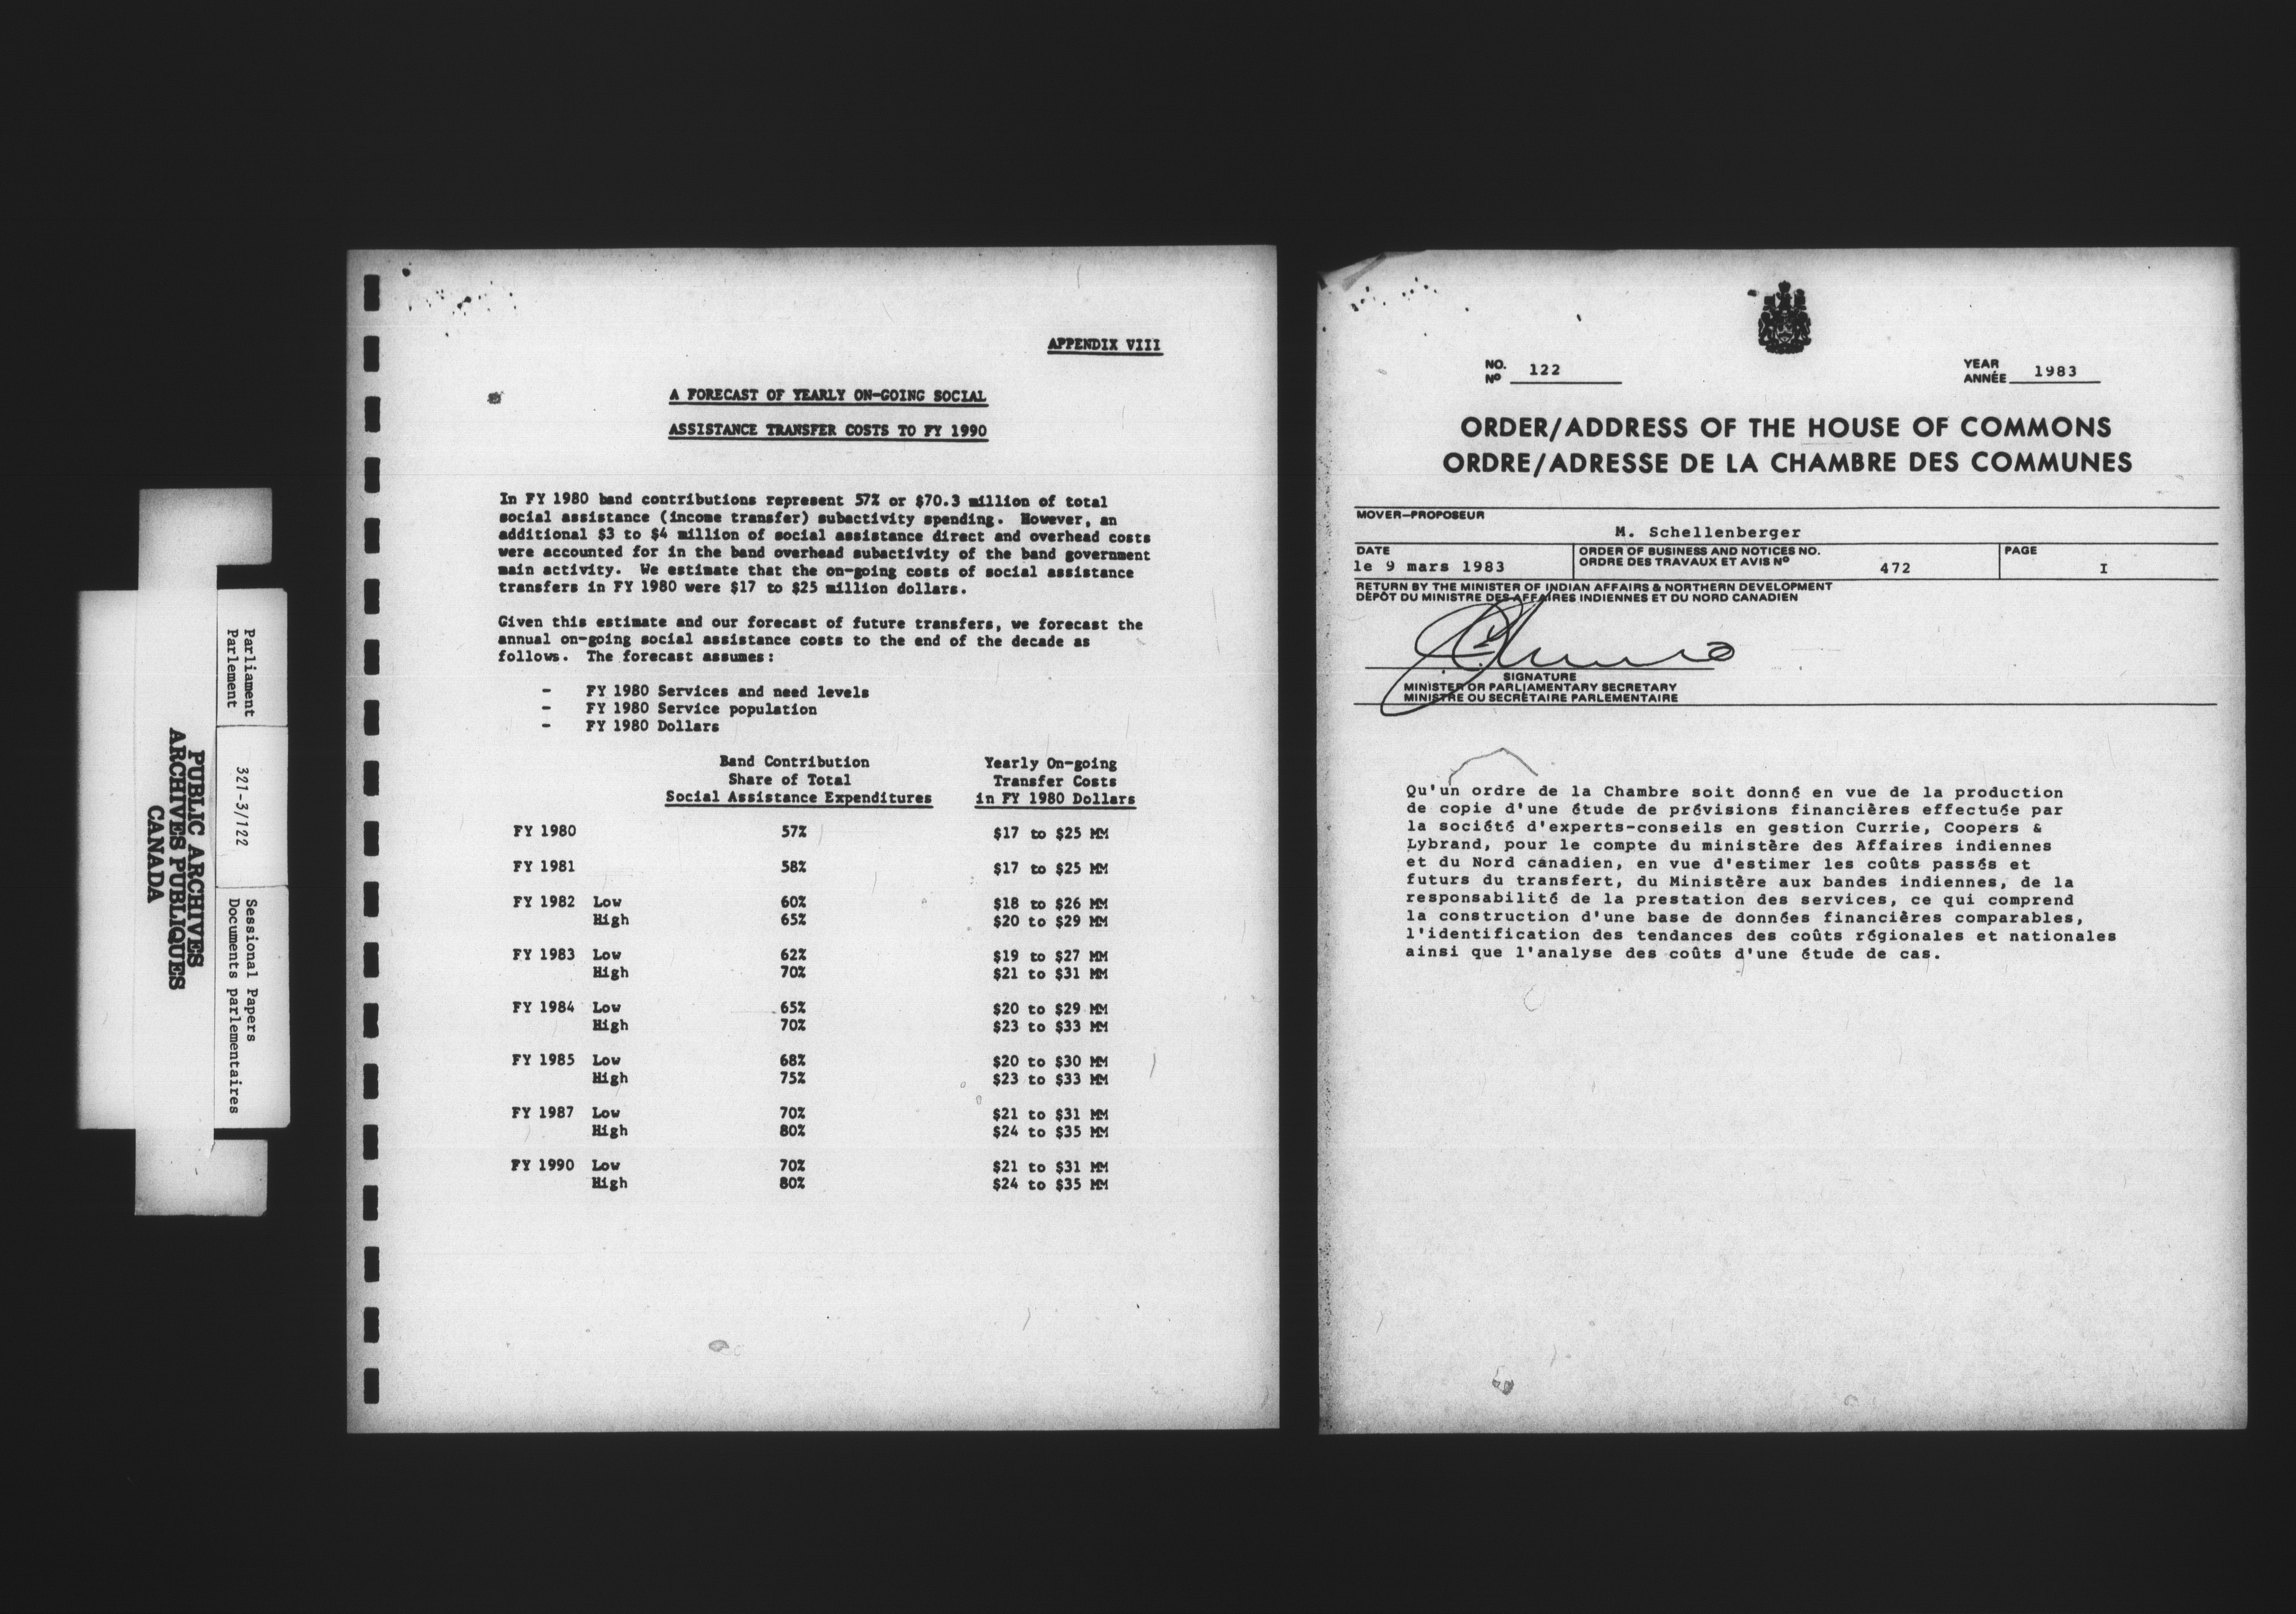 Parliament
Parlement
321-3/122
Sessional Papers
Documents parlementaires
PUBLIC ARCHIVES
ARCHIVES PUBLIQUES
CANADA
APPENDIX VIII
A FORECAST OF YEARLY ON-GOING SOCIAL
ASSISTANCE TRANSFER COSTS TO FY 1990
In FY 1980 band contributions represent 57% or $70.3 million of total
social assistance (income transfer) subactivity spending. However, an
additional $3 to $4 million of social assistance direct and overhead costs
were accounted for in the band overhead subactivity of the band government
main activity. We estimate that the on-going costs of social assistance
transfers in FY 1980 were $17 to $25 million dollars.
Given this estimate and our forecast of future transfers, we forecast the
annual on-going social assistance costs to the end of the decade as
follows. The forecast assumes:
- FY 1980 Services and need levels
- FY 1980 Service population
- FY 1980 Dollars
Band Contribution Yearly On-going
Share of Total Transfer Costs
Social Assistance Expenditures in FY 1980 Dollars
FY 1980 57% $17 to $25 MM
FY 1981 58% $17 to $25 MM
FY 1982 Low 60% $18 to $26 MM
High 65% $20 to $29 MM
FY 1983 Low 62% $19 to $27 MM
High 70% $21 to $31 MM
FY 1984 Low 65% $20 to $29 MM
High 70% $23 to $33 MM
FY 1985 Low 68% $20 to $30 MM
High 75% $23 to $33 MM
FY 1987 Low 70% $21 to $31 MM
High 80% $24 to $35 MM
FY 1990 Low 70% $21 to $31 MM
High 80% $24 to $35 MM
NO. YEAR
Nº 122 ANNÉE 1983
ORDER/ADDRESS OF THE HOUSE OF COMMONS
ORDRE/ADRESSE DE LA CHAMBRE DES COMMUNES
MOVER-PROPOSEUR
M. Schellenberger
DATE ORDER OF BUSINESS AND NOTICES NO. PAGE
le 9 mars 1983 ORDRE DES TRAVAUX ET AVIS Nº 472 I
RETURN BY THE MINISTER OF INDIAN AFFAIRS & NORTHERN DEVELOPMENT
DÉPÔT DU MINISTRE DES AFFAIRES INDIENNES ET DU NORD CANADIEN
SIGNATURE
MINISTER OR PARLIAMENTARY SECRETARY
MINISTRE OU SECRÉTAIRE PARLEMENTAIRE
Qu'un ordre de la Chambre soit donné en vue de la production
de copie d'une étude de prévisions financières effectuée par
la société d'experts-conseils en gestion Currie, Coopers &
Lybrand, pour le compte du ministère des Affaires indiennes
et du Nord canadien, en vue d'estimer les coûts passés et
futurs du transfert, du Ministère aux bandes indiennes, de la
responsabilité de la prestation des services, ce qui comprend
la construction d'une base de données financières comparables,
l'identification des tendances des coûts régionales et nationales
ainsi que l'analyse des coûts d'une étude de cas.